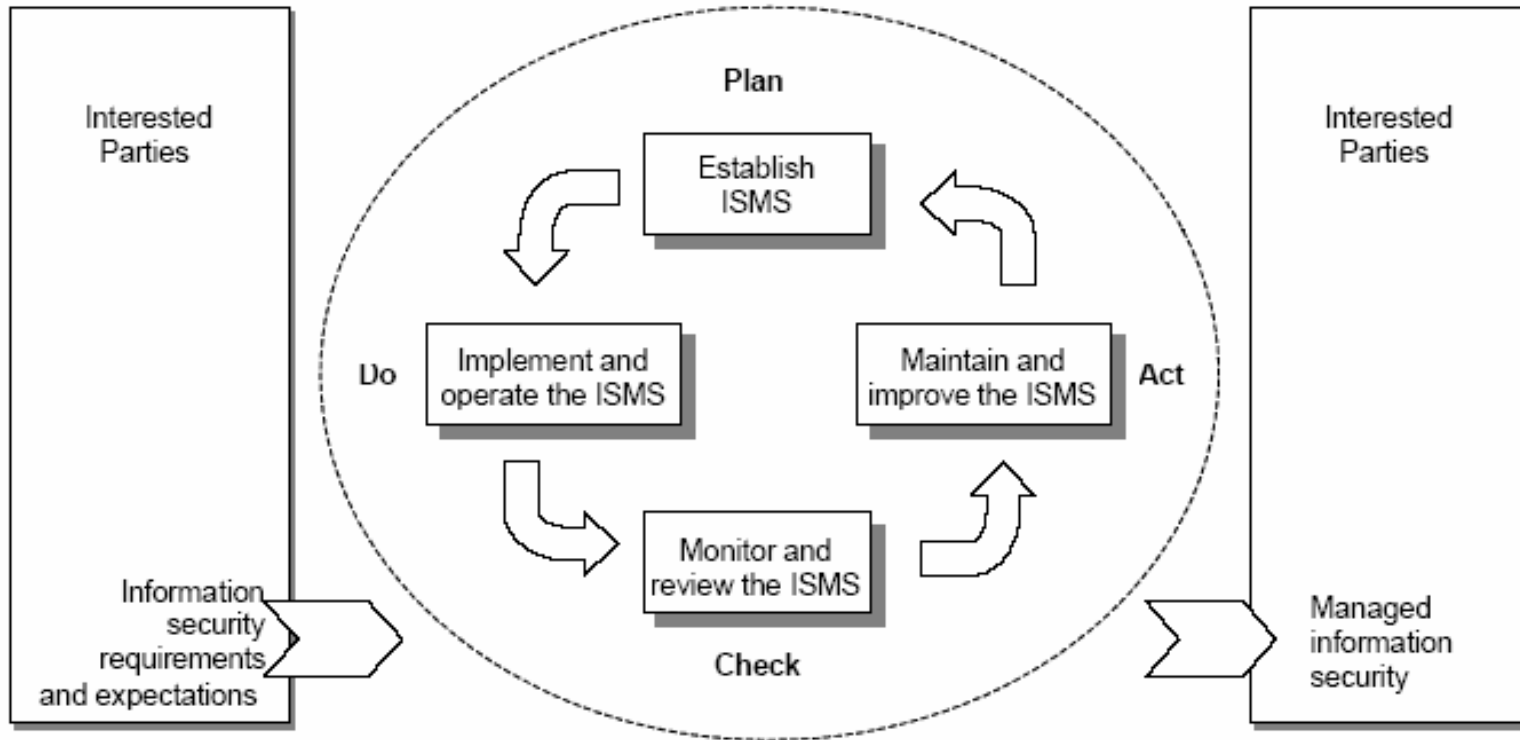 Interested
Parties
Information
security
requirements
and expectations
Plan
Establish
ISMS
Do
Implement and
operate the ISMS
Maintain and
improve the ISMS
Act
Monitor and
review the ISMS
Check
Interested
Parties
Managed
information
security